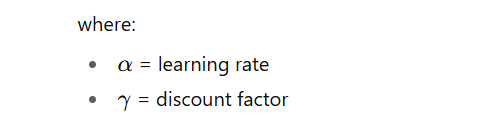 where:
• α = learning rate
• γ = discount factor